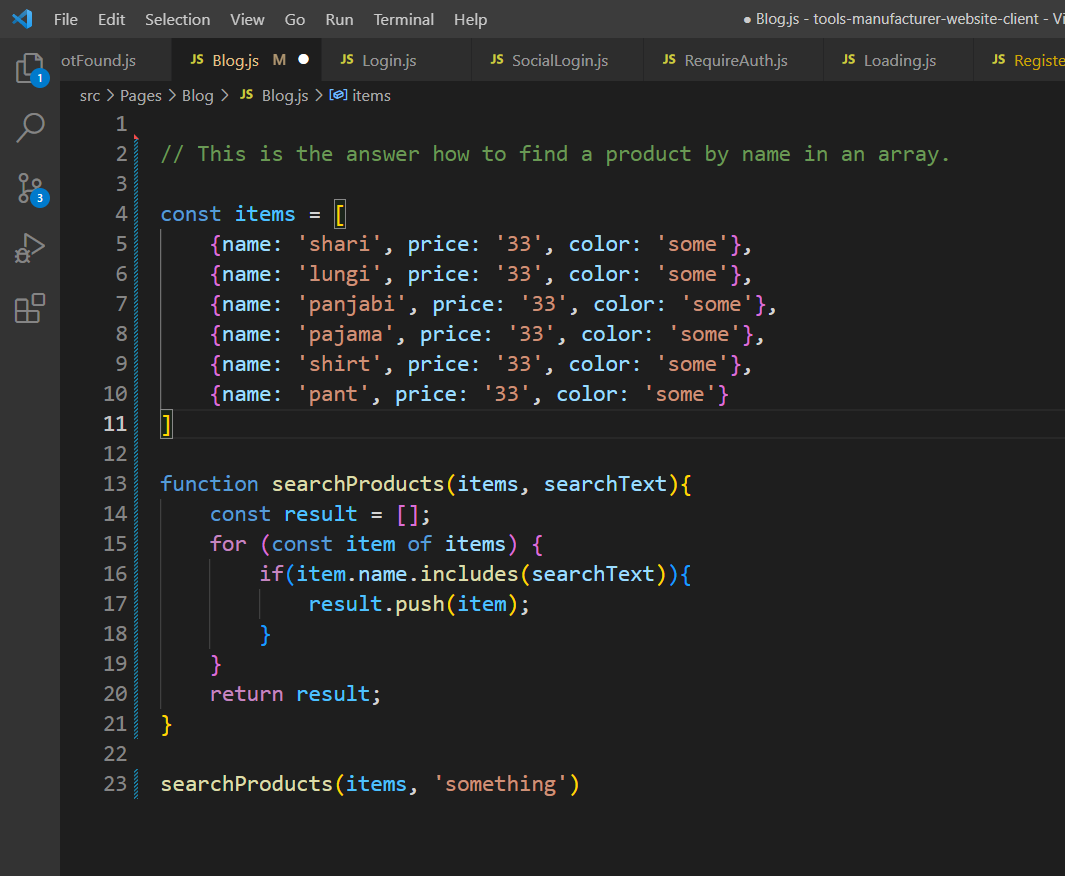 File Edit Selection View Go Run Terminal Help ● Blog.js - tools-manufacturer-website-client - Vi
otFound.js JS Blog.js M ● JS Login.js JS SocialLogin.js JS RequireAuth.js JS Loading.js JS Registe
src > Pages > Blog > JS Blog.js > items
1
3
1
2 // This is the answer how to find a product by name in an array.
3
4 const items = [
5 {name: 'shari', price: '33', color: 'some'},
6 {name: 'lungi', price: '33', color: 'some'},
7 {name: 'panjabi', price: '33', color: 'some'},
8 {name: 'pajama', price: '33', color: 'some'},
9 {name: 'shirt', price: '33', color: 'some'},
10 {name: 'pant', price: '33', color: 'some'}
11 ]
12
13 function searchProducts(items, searchText){
14 const result = [];
15 for (const item of items) {
16 if(item.name.includes(searchText)){
17 result.push(item);
18 }
19 }
20 return result;
21 }
22
23 searchProducts(items, 'something')